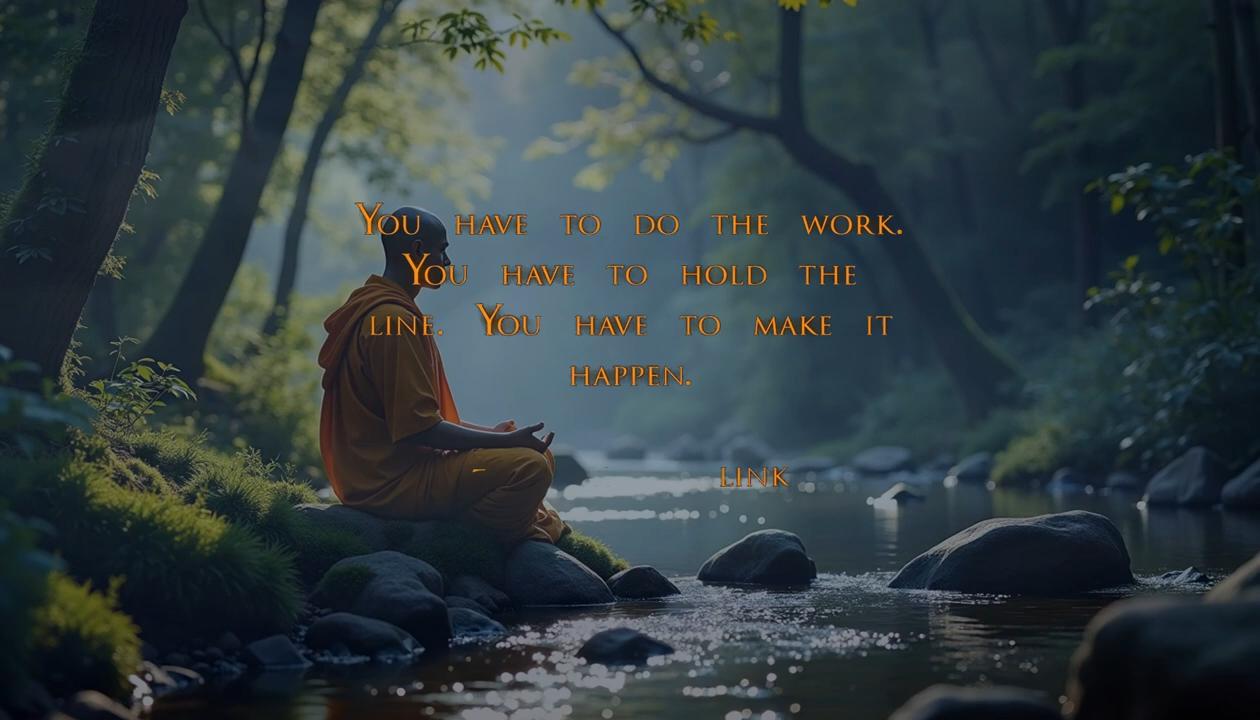 You have to do the work.
You have to hold the
line. You have to make it
happen.
- link